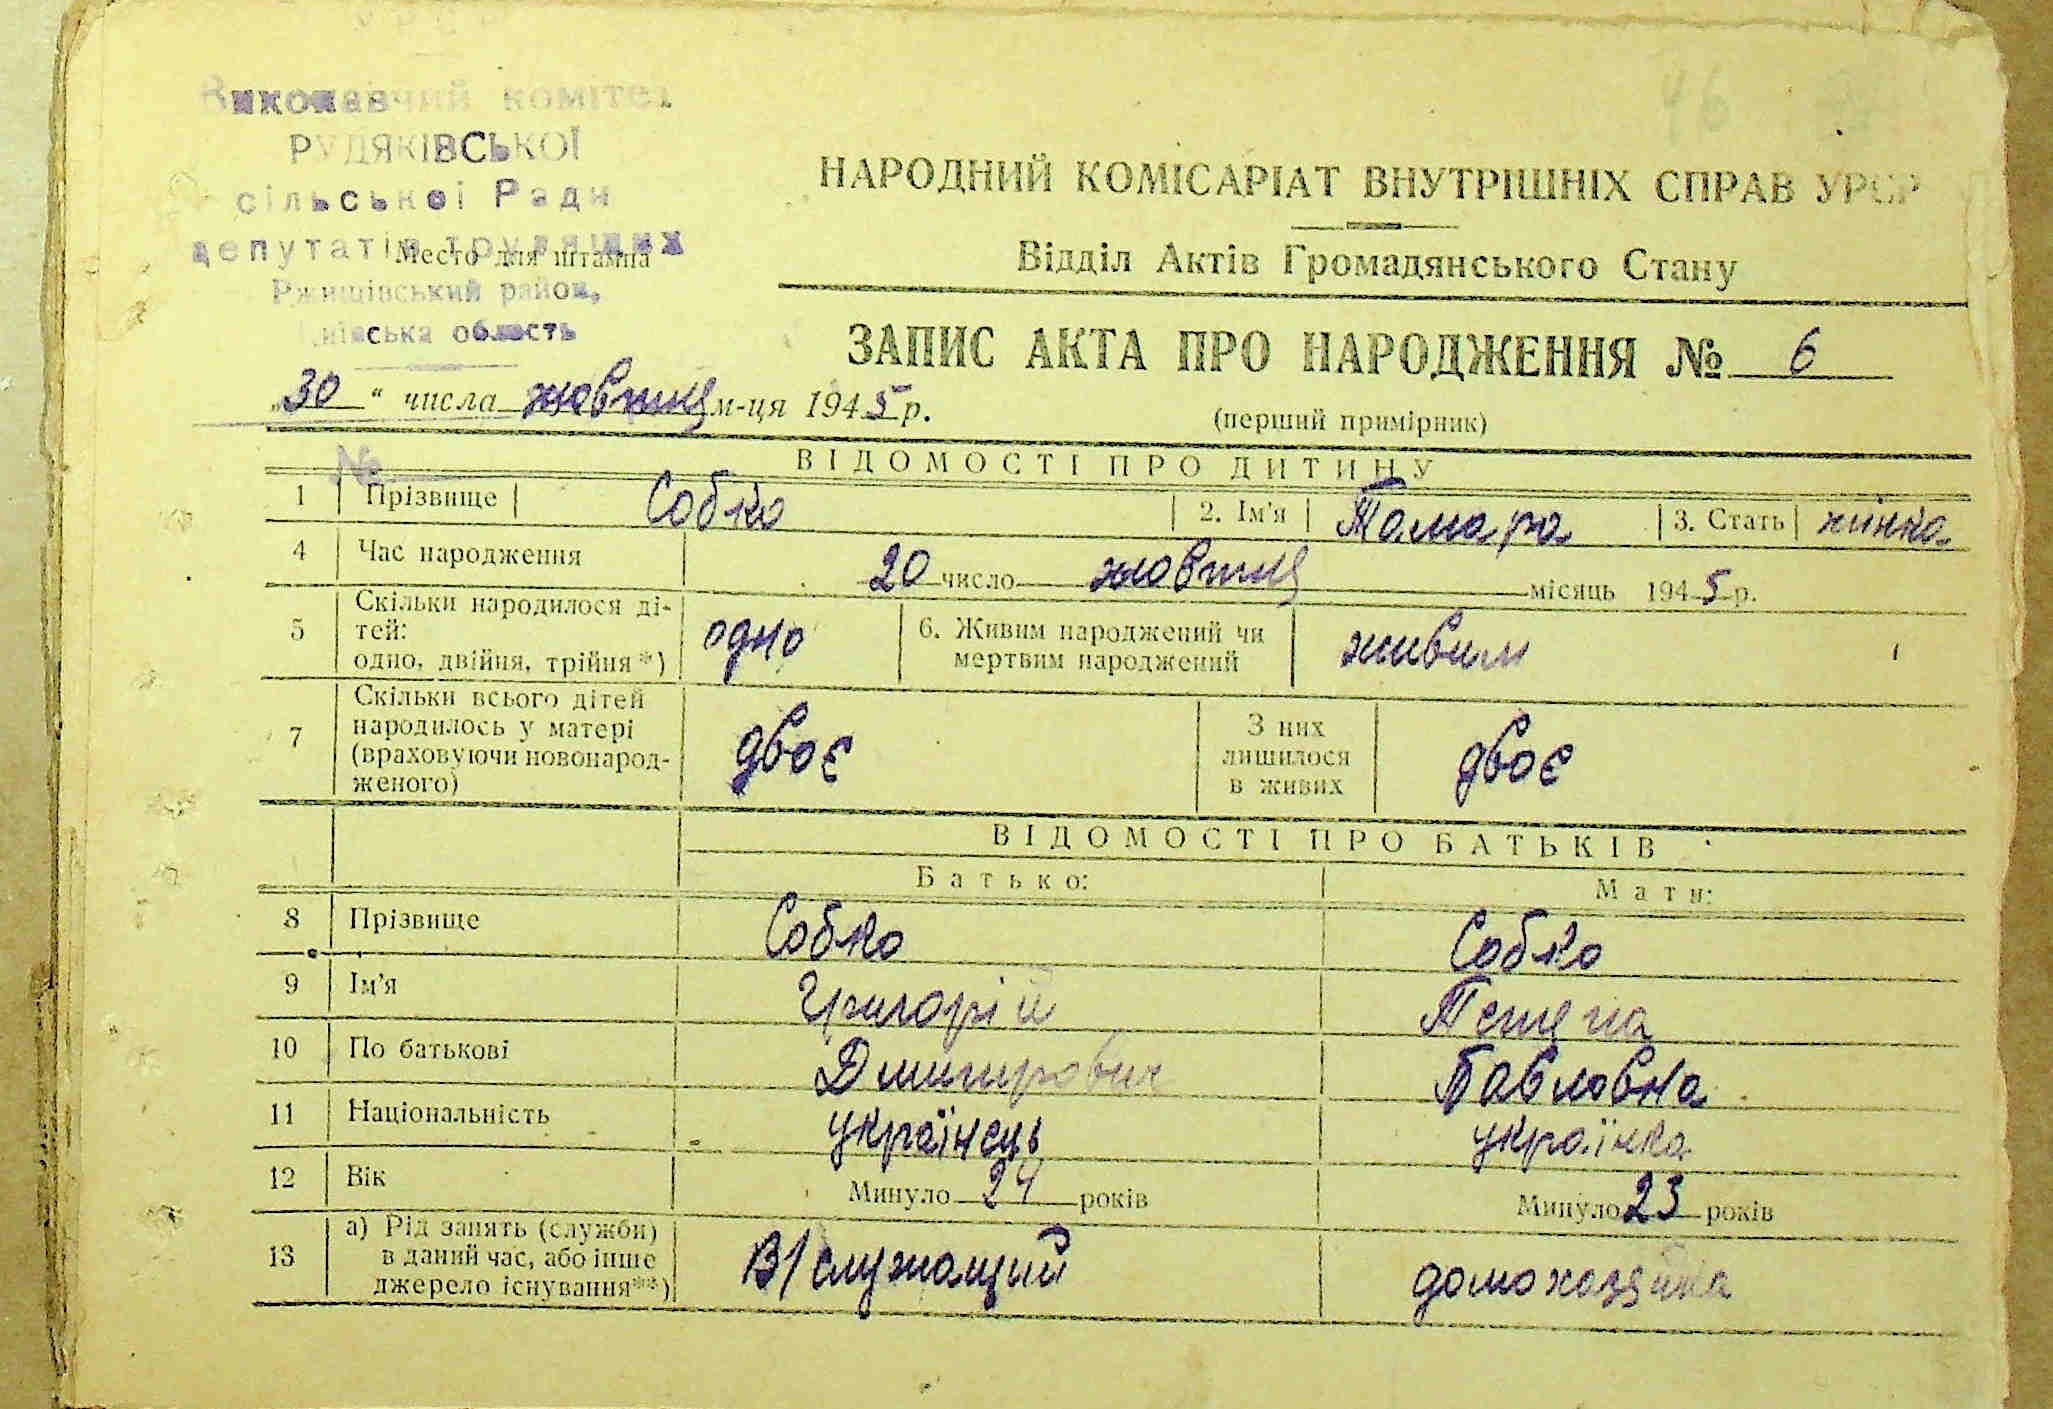 Виконавчий комітет
РУДЯКІВСЬКОЇ
сільської Ради
депутатів трудящих
Место для штампа
Ржищівський район,
Київська область
46
НАРОДНИЙ КОМІСАРІАТ ВНУТРІШНІХ СПРАВ УРСР
Відділ Актів Громадянського Стану
ЗАПИС АКТА ПРО НАРОДЖЕННЯ № 6
„30“ числа жовтня м-ця 1945 р.
(перший примірник)
№
ВІДОМОСТІ ПРО ДИТИНУ
1 Прізвище Собко 2. Ім'я Тамара 3. Стать жінка
4 Час народження 20 число жовтня місяць 1945 р.
5 Скільки народилося ді-
тей:
одно, двійня, трійня*) одно 6. Живим народжений чи
мертвим народжений живим
7 Скільки всього дітей
народилось у матері
(враховуючи новонарод-
женого) двоє З них
лишилося
в живих двоє
ВІДОМОСТІ ПРО БАТЬКІВ
Батько: Мати:
8 Прізвище Собко Собко
9 Ім'я Григорій
10 По батькові Дмитрович Павловна
11 Національність українець українка
12 Вік Минуло 24 років Минуло 23 років
13 а) Рід занять (служби)
в даний час, або інше
джерело існування**) В/служащий домохазяйка